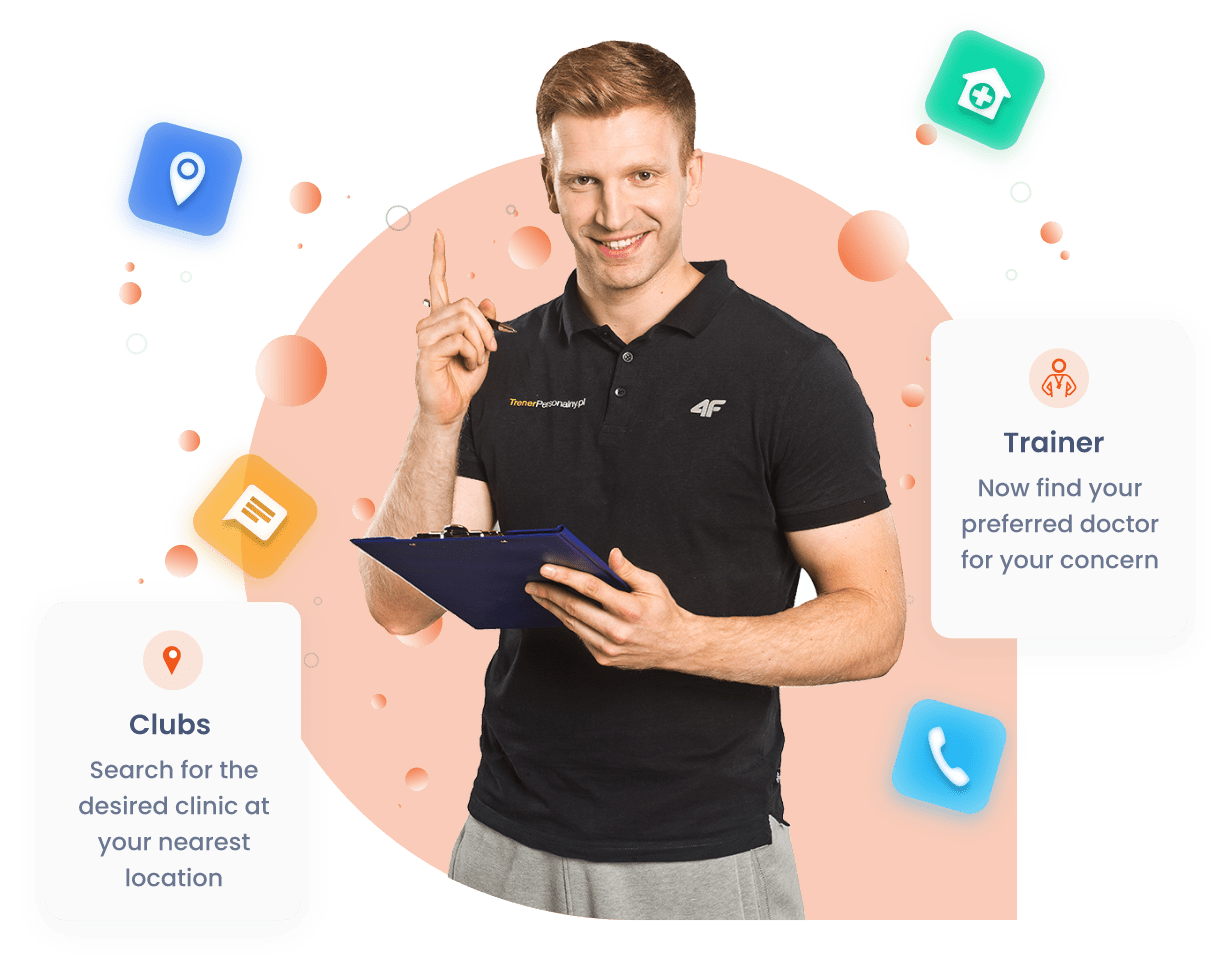 TrenerPersonalny.pl
4F
Trainer
Now find your
preferred doctor
for your concern
Clubs
Search for the
desired clinic at
your nearest
location